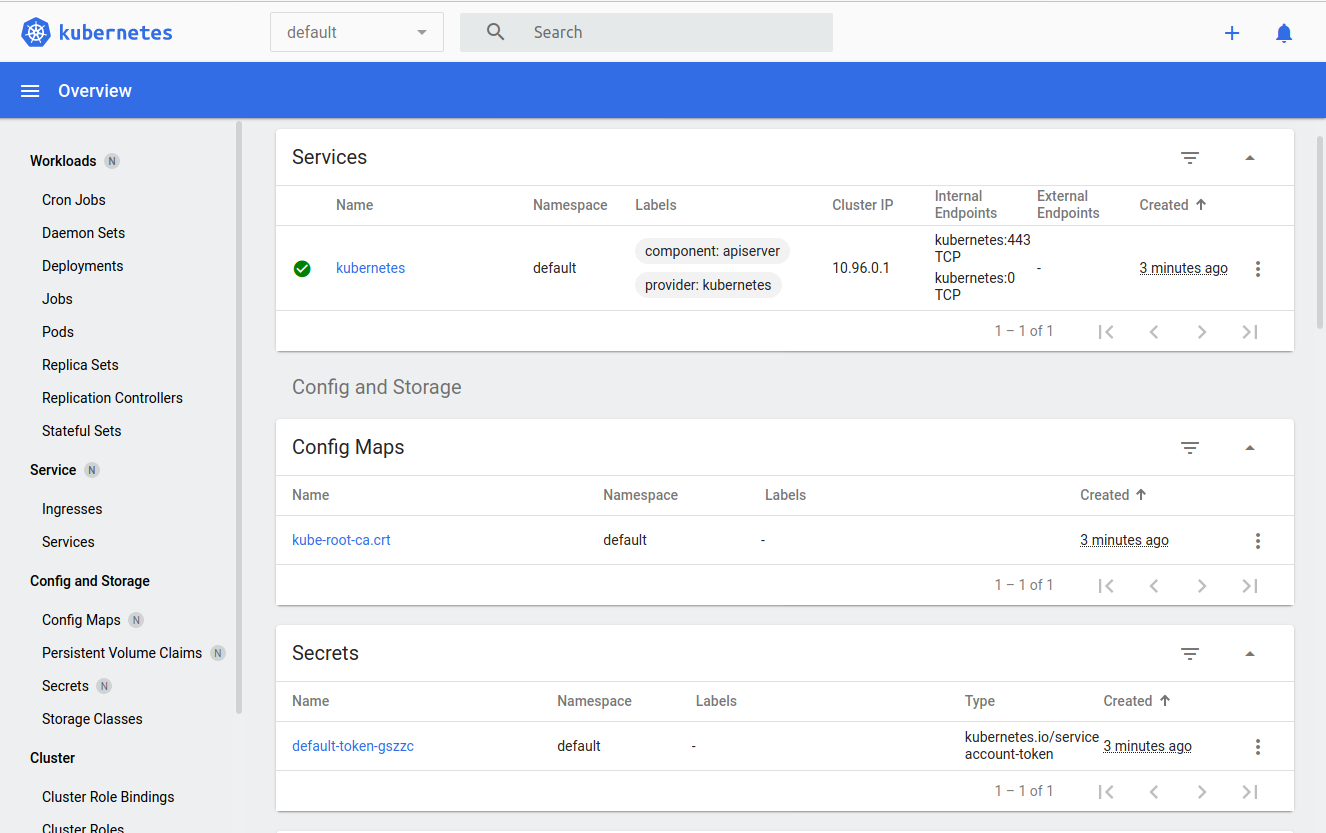 kubernetes
default
Search
Overview
Workloads N
Cron Jobs
Daemon Sets
Deployments
Jobs
Pods
Replica Sets
Replication Controllers
Stateful Sets
Service N
Ingresses
Services
Config and Storage
Config Maps N
Persistent Volume Claims N
Secrets N
Storage Classes
Cluster
Cluster Role Bindings
Cluster Roles
Services
Name Namespace Labels Cluster IP Internal Endpoints External Endpoints Created
kubernetes default component: apiserver provider: kubernetes 10.96.0.1 kubernetes:443 TCP kubernetes:0 TCP - 3 minutes ago
1 – 1 of 1
Config and Storage
Config Maps
Name Namespace Labels Created
kube-root-ca.crt default - 3 minutes ago
1 – 1 of 1
Secrets
Name Namespace Labels Type Created
default-token-gszzc default - kubernetes.io/service account-token 3 minutes ago
1 – 1 of 1